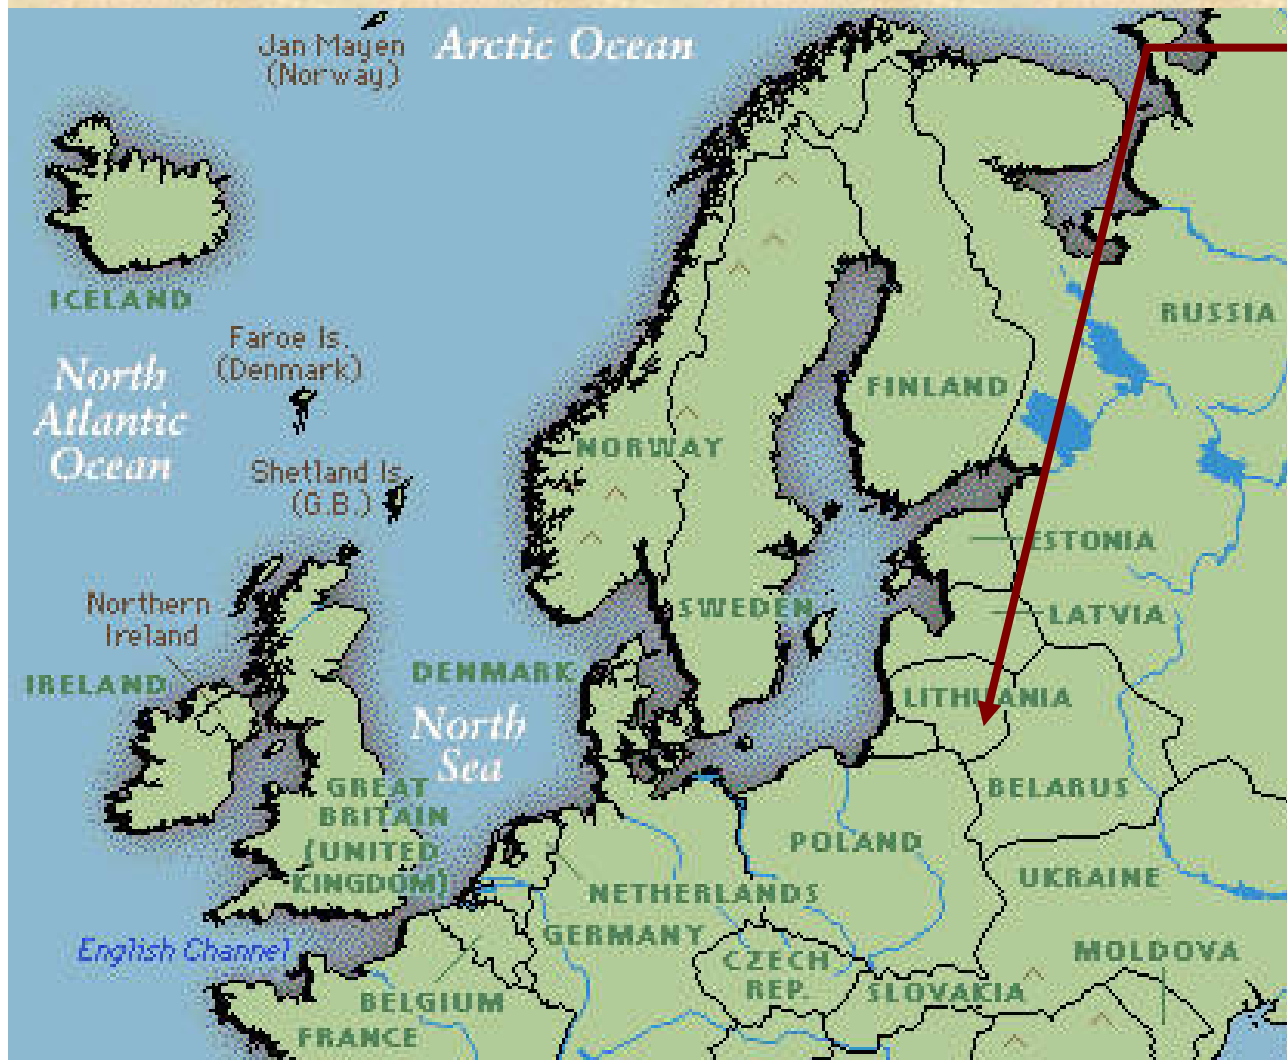 Jan Mayen
(Norway)
Arctic Ocean
ICELAND
RUSSIA
Faroe Is.
(Denmark)
North
Atlantic
Ocean
FINLAND
NORWAY
Shetland Is.
(G.B.)
ESTONIA
Northern
Ireland
SWEDEN
LATVIA
IRELAND
DENMARK
LITHUANIA
North
Sea
GREAT
BRITAIN
(UNITED
KINGDOM)
BELARUS
POLAND
UKRAINE
NETHERLANDS
GERMANY
English Channel
CZECH
REP.
MOLDOVA
SLOVAKIA
BELGIUM
FRANCE